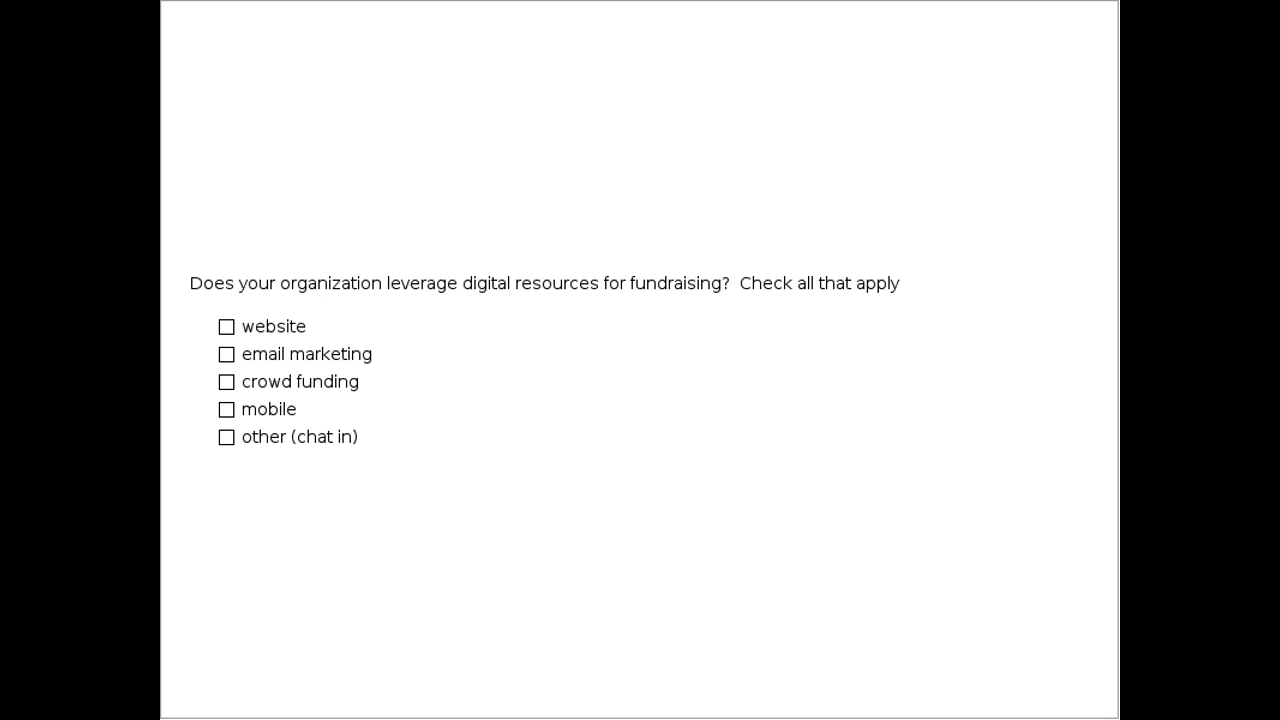 Does your organization leverage digital resources for fundraising?  Check all that apply
website
email marketing
crowd funding
mobile
other (chat in)